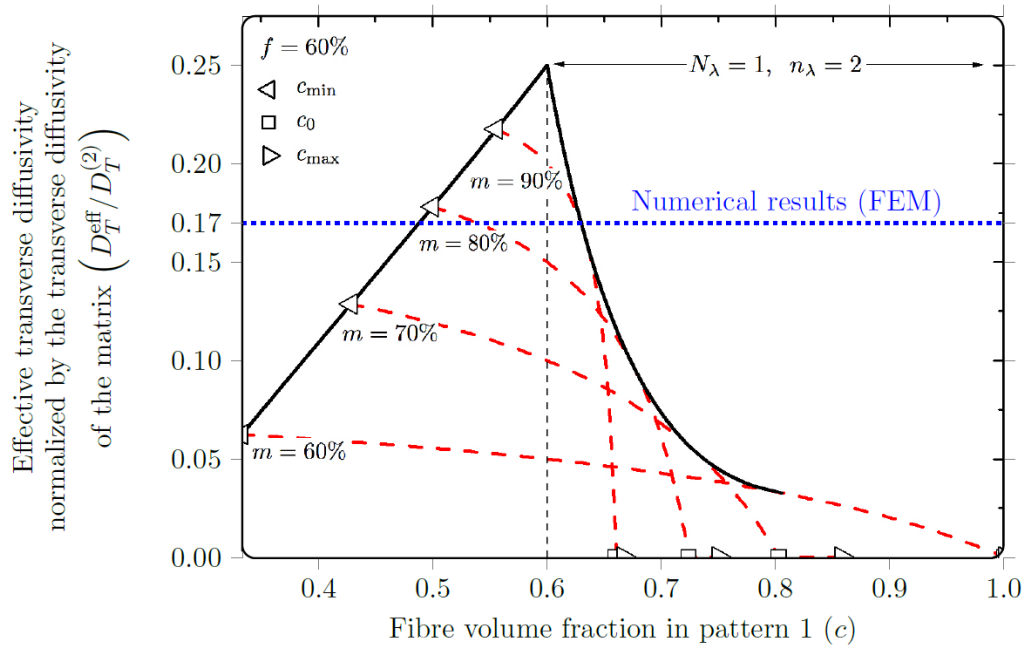 Effective transverse diffusivity
normalized by the transverse diffusivity
of the matrix (D_T^eff / D_T^(2))
0.25
0.20
0.17
0.15
0.10
0.05
0.00
f = 60%
c_min
c_0
c_max
N_λ = 1, n_λ = 2
m = 90%
Numerical results (FEM)
m = 80%
m = 70%
m = 60%
0.4 0.5 0.6 0.7 0.8 0.9 1.0
Fibre volume fraction in pattern 1 (c)